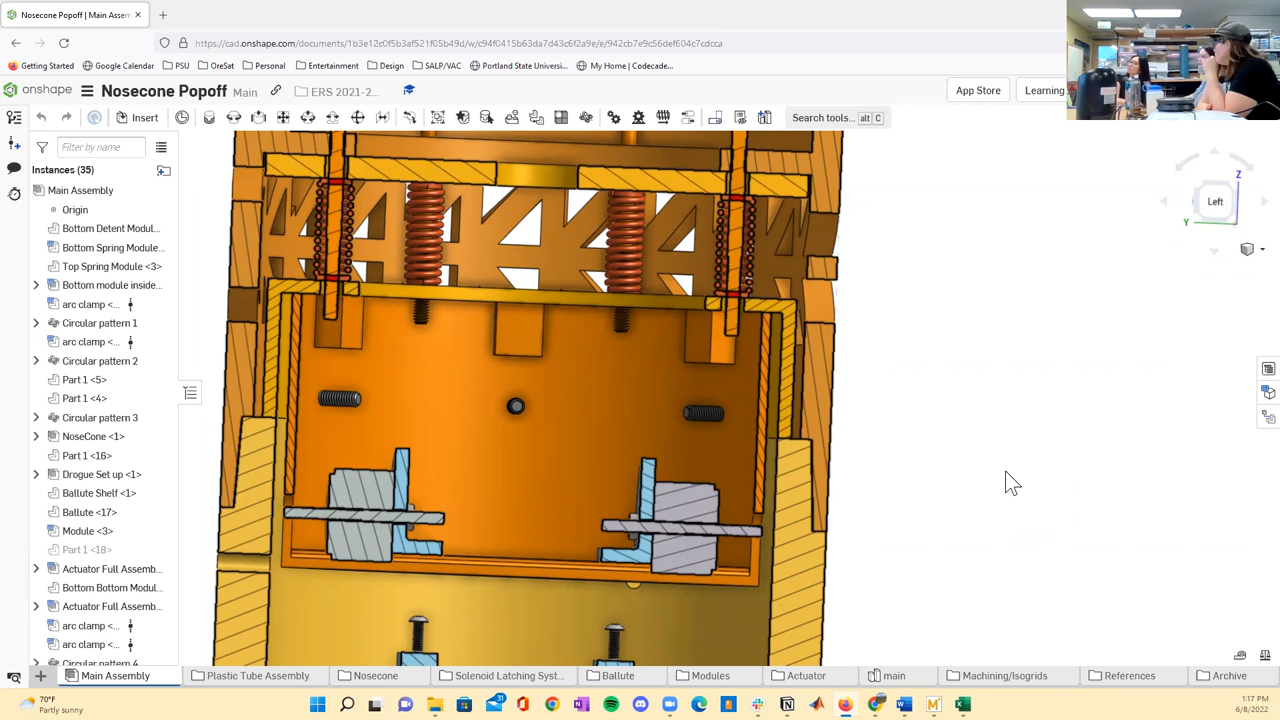 Nosecone Popoff | Main Assem
https://cad.onshape.com/documents/1b3e12c0f5b3af521f05b49d/w/c94f0415b63da7d45c5ef42a9e/e/942cb7e9c56def604c7cdcca
Getting Started Google Calendar PSU OreSat Personal Entertainment Design SALP/VAC Portland State Universi... My Home | Codecade...
onshape Nosecone Popoff Main ERS 2021-2... App Store Learning
Insert Search tools... alt C
Filter by name
Instances (35)
Main Assembly
Origin
Bottom Detent Modul...
Bottom Spring Module...
Top Spring Module <3>
Bottom module inside...
arc clamp <...
Circular pattern 1
arc clamp <...
Circular pattern 2
Part 1 <5>
Part 1 <4>
Circular pattern 3
NoseCone <1>
Part 1 <16>
Drogue Set up <1>
Ballute Shelf <1>
Ballute <17>
Module <3>
Part 1 <18>
Actuator Full Assemb...
Bottom Bottom Modul...
Actuator Full Assemb...
arc clamp <...
arc clamp <...
Circular pattern 4
Z
Left
Y
Main Assembly Plastic Tube Assembly Nosecone Solenoid Latching Syst... Ballute Modules Actuator main Machining/Isogrids References Archive
70°F
Partly sunny
31
1:17 PM
6/8/2022